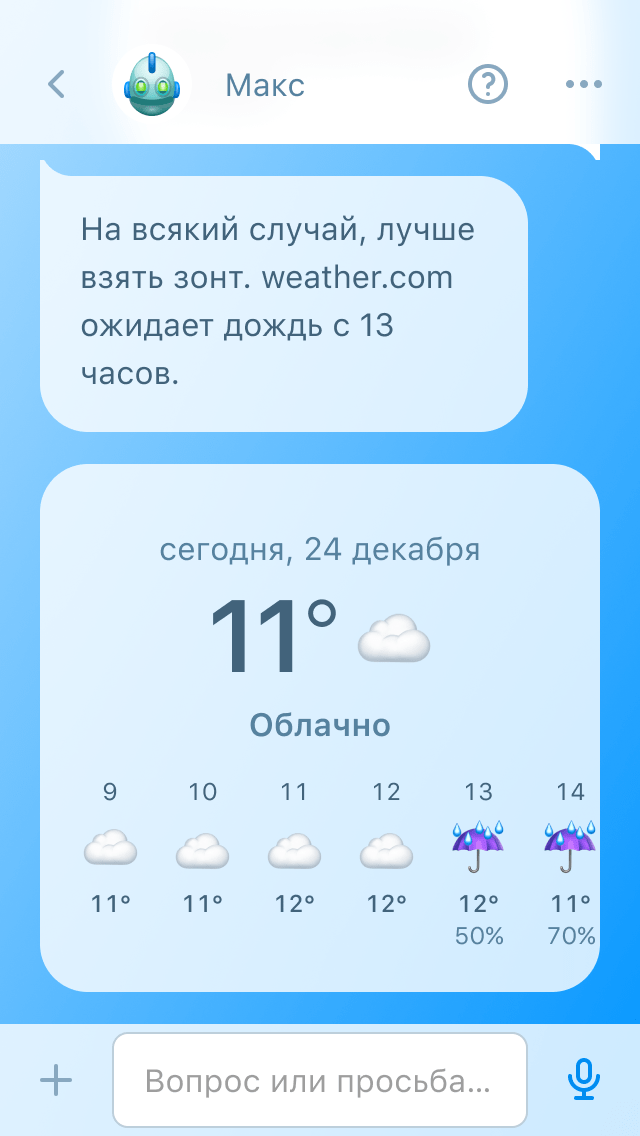 Макс
На всякий случай, лучше
взять зонт. weather.com
ожидает дождь с 13
часов.
сегодня, 24 декабря
11°
Облачно
9 10 11 12 13 14
11° 11° 12° 12° 12° 11°
50% 70%
Вопрос или просьба...